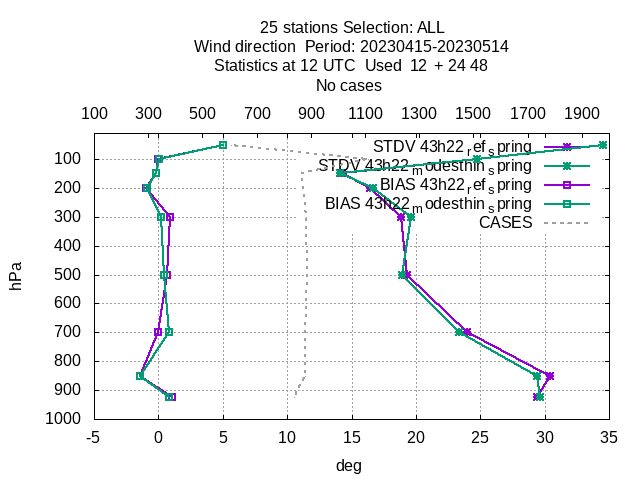 25 stations Selection: ALL
Wind direction  Period: 20230415-20230514
Statistics at 12 UTC  Used  12 + 24 48
No cases
100 300 500 700 900 1100 1300 1500 1700 1900
STDV 43h22_ref_spring
STDV 43h22_modesthin_spring
BIAS 43h22_ref_spring
BIAS 43h22_modesthin_spring
CASES
100
200
300
400
500
600
700
800
900
1000
hPa
-5 0 5 10 15 20 25 30 35
deg